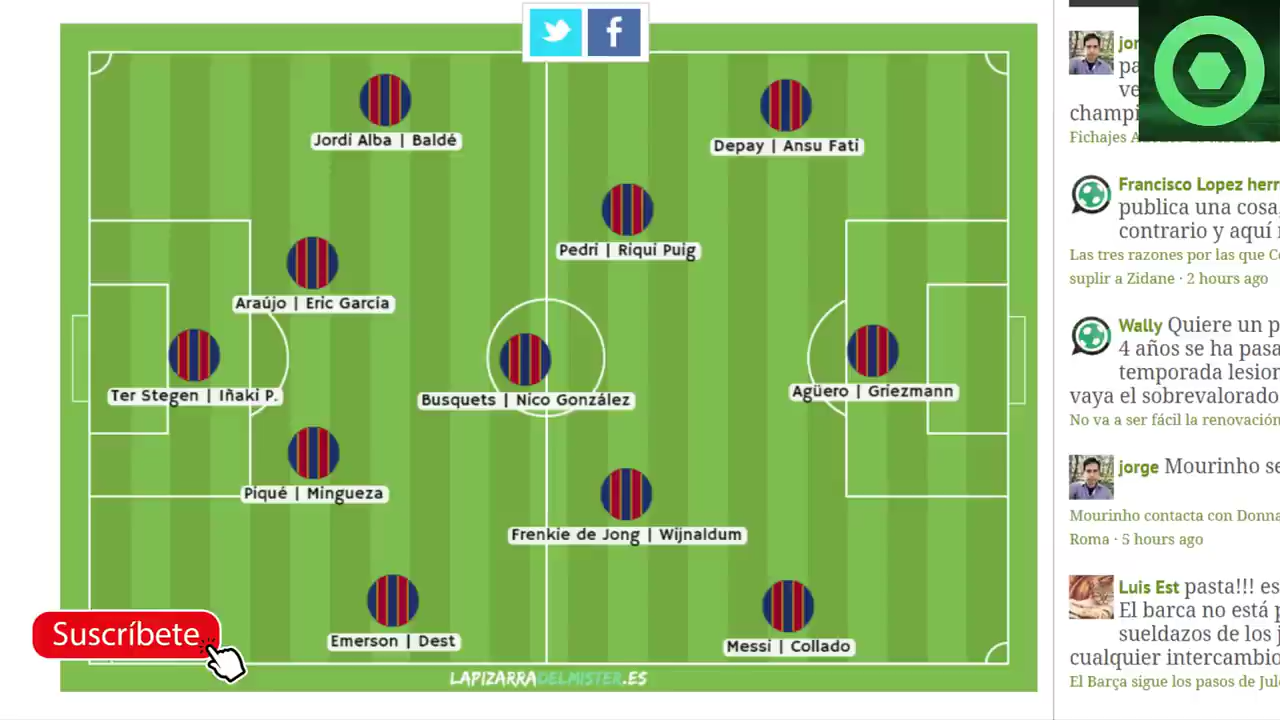 Jordi Alba | Baldé
Depay | Ansu Fati
Pedri | Riqui Puig
Araújo | Eric García
Ter Stegen | Iñaki P.
Busquets | Nico González
Agüero | Griezmann
Piqué | Mingueza
Frenkie de Jong | Wijnaldum
Emerson | Dest
Messi | Collado
Suscríbete
LAPIZARRADELMISTER.ES
champi
Fichajes
Francisco Lopez herr
publica una cosa,
contrario y aquí
Las tres razones por las que C
suplir a Zidane · 2 hours ago
Wally Quiere un p
4 años se ha pasa
temporada lesion
vaya el sobrevalorado
No va a ser fácil la renovación
jorge Mourinho se
Mourinho contacta con Donna
Roma · 5 hours ago
Luis Est pasta!!! es
El barca no está p
sueldazos de los j
cualquier intercambio
El Barça sigue los pasos de Jul